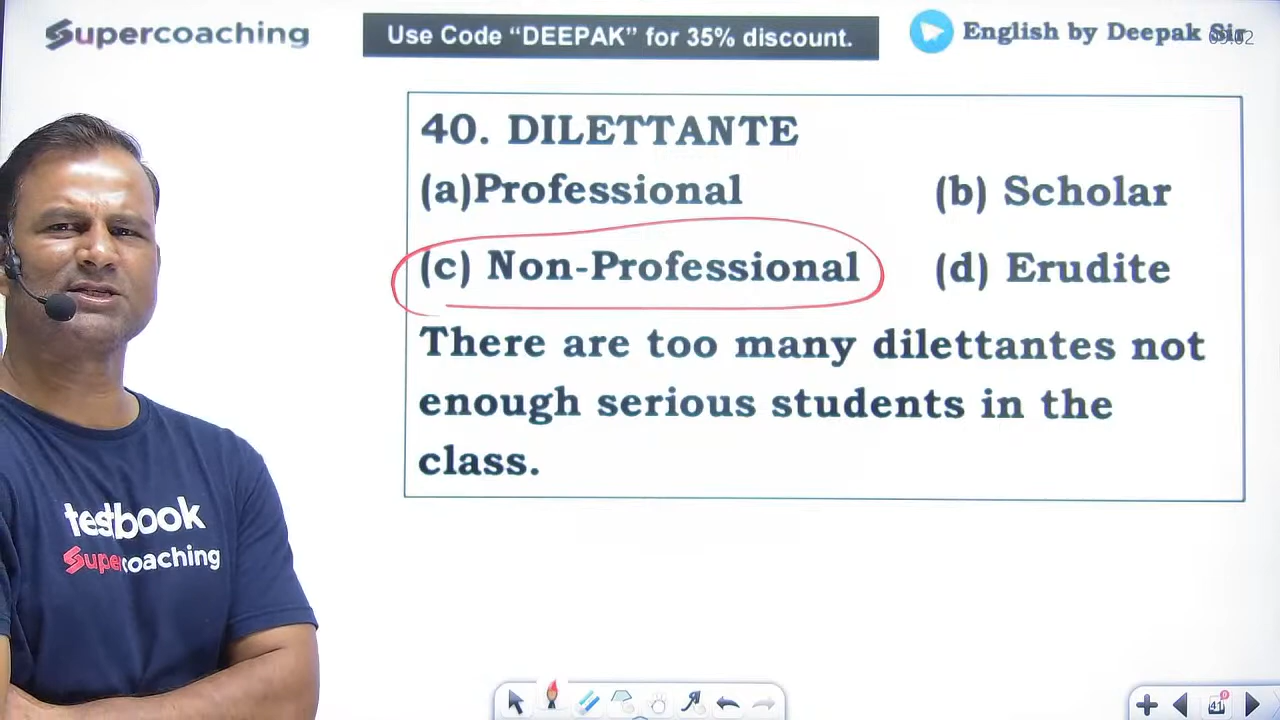 Supercoaching
Use Code “DEEPAK” for 35% discount.
English by Deepak Sir
40. DILETTANTE
(a)Professional (b) Scholar
(c) Non-Professional (d) Erudite
There are too many dilettantes not
enough serious students in the
class.
testbook
Supercoaching
41